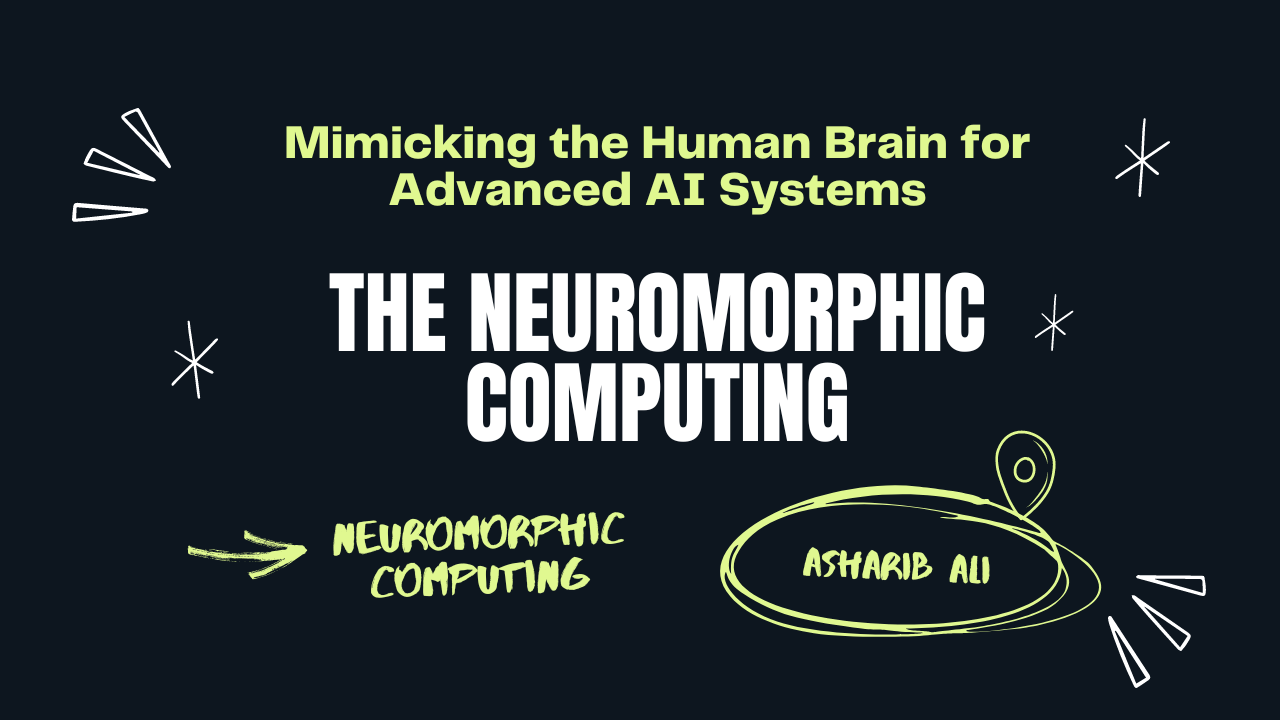 Mimicking the Human Brain for
Advanced AI Systems
THE NEUROMORPHIC
COMPUTING
NEUROMORPHIC
COMPUTING
ASHARIB ALI